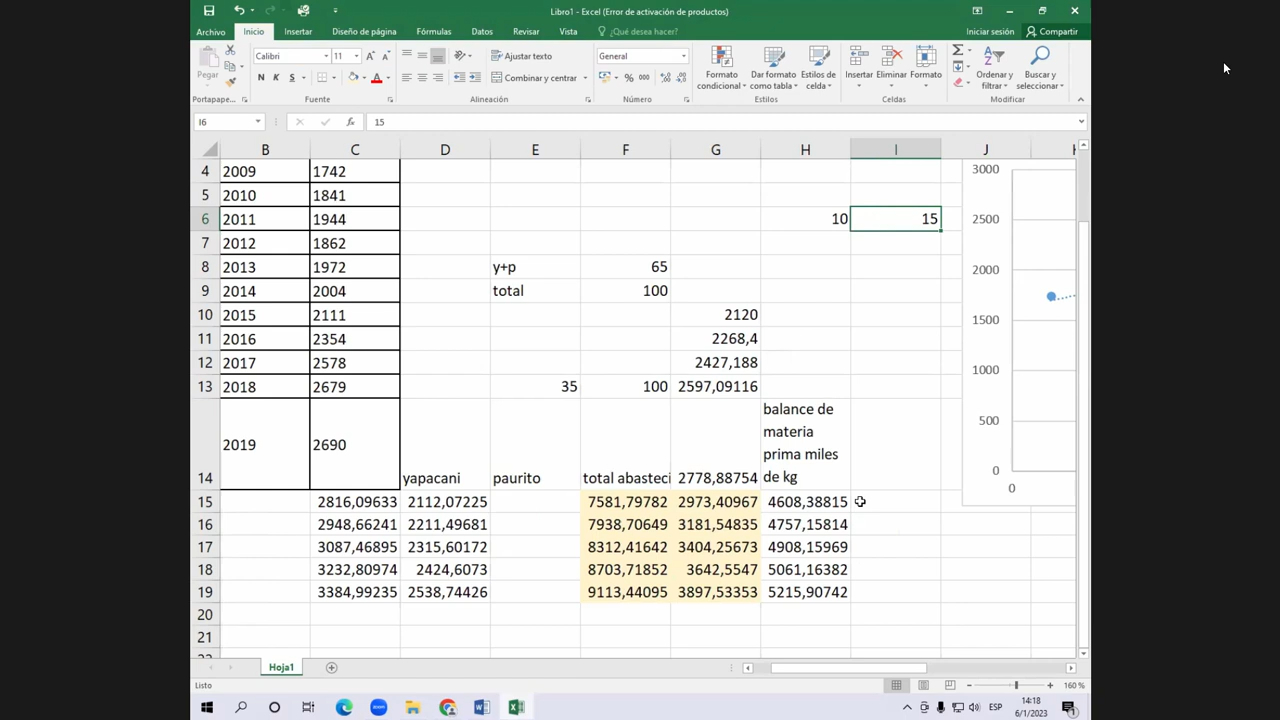 Libro1 - Excel (Error de activación de productos)
Archivo Inicio Insertar Diseño de página Fórmulas Datos Revisar Vista ¿Qué desea hacer? Iniciar sesión Compartir
Pegar
Calibri 11
N K S
Ajustar texto
Combinar y centrar
General
% 000
Formato condicional
Dar formato como tabla
Estilos de celda
Insertar Eliminar Formato
Ordenar y filtrar
Buscar y seleccionar
Portapape... Fuente Alineación Número Estilos Celdas Modificar
I6 fx 15
B C D E F G H I J
4 2009 1742 3000
5 2010 1841
6 2011 1944 10 15 2500
7 2012 1862
8 2013 1972 y+p 65 2000
9 2014 2004 total 100
10 2015 2111 2120 1500
11 2016 2354 2268,4
12 2017 2578 2427,188 1000
13 2018 2679 35 100 2597,09116
500
14 2019 2690 yapacani paurito total abasteci 2778,88754 balance de materia prima miles de kg 0
0
15 2816,09633 2112,07225 7581,79782 2973,40967 4608,38815
16 2948,66241 2211,49681 7938,70649 3181,54835 4757,15814
17 3087,46895 2315,60172 8312,41642 3404,25673 4908,15969
18 3232,80974 2424,6073 8703,71852 3642,5547 5061,16382
19 3384,99235 2538,74426 9113,44095 3897,53353 5215,90742
20
21
Hoja1
Listo 160 %
zoom
ESP
14:18
6/1/2023